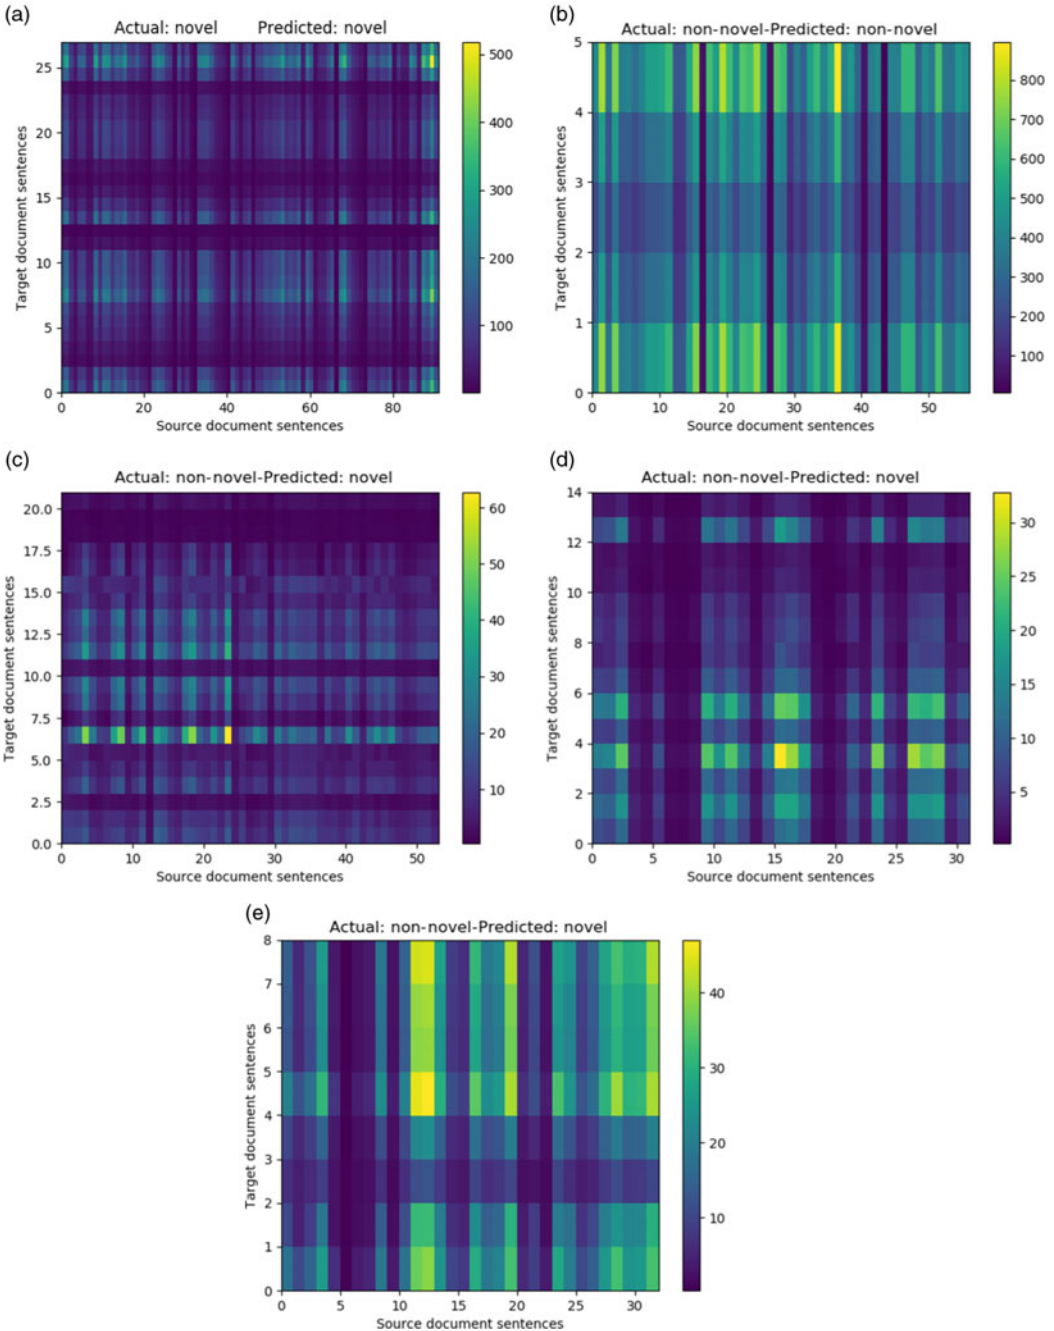 (a)
Actual: novel Predicted: novel
25
20
15
10
5
0
Target document sentences
0 20 40 60 80
Source document sentences
500
400
300
200
100
(b)
Actual: non-novel-Predicted: non-novel
5
4
3
2
1
0
Target document sentences
0 10 20 30 40 50
Source document sentences
800
700
600
500
400
300
200
100
(c)
Actual: non-novel-Predicted: novel
20.0
17.5
15.0
12.5
10.0
7.5
5.0
2.5
0.0
Target document sentences
0 10 20 30 40 50
Source document sentences
60
50
40
30
20
10
(d)
Actual: non-novel-Predicted: novel
14
12
10
8
6
4
2
0
Target document sentences
0 5 10 15 20 25 30
Source document sentences
30
25
20
15
10
5
(e)
Actual: non-novel-Predicted: novel
8
7
6
5
4
3
2
1
0
Target document sentences
0 5 10 15 20 25 30
Source document sentences
40
30
20
10